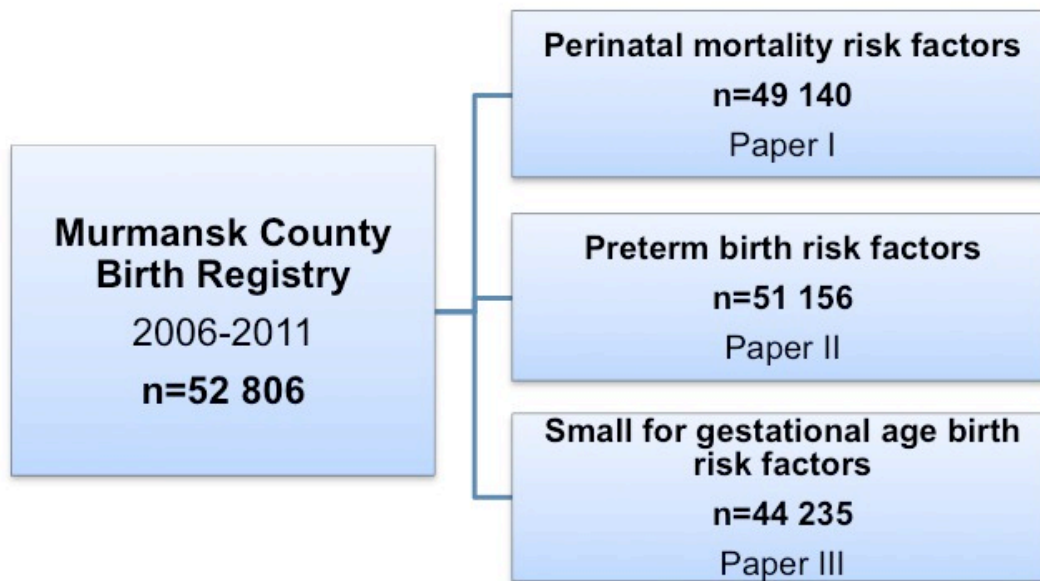 Murmansk County
Birth Registry
2006-2011
n=52 806
Perinatal mortality risk factors
n=49 140
Paper I
Preterm birth risk factors
n=51 156
Paper II
Small for gestational age birth
risk factors
n=44 235
Paper III